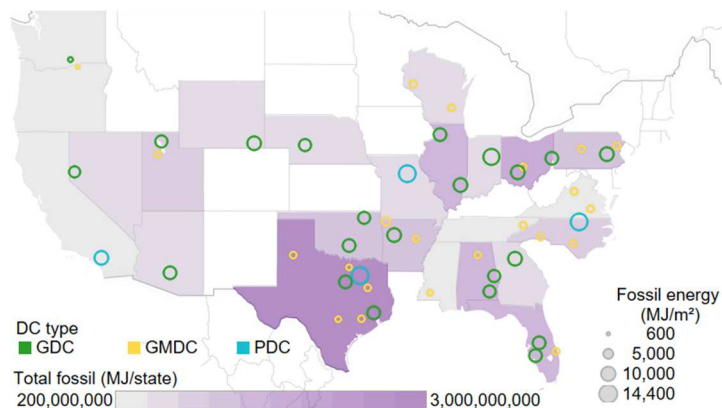 DC type
GDC GMDC PDC
Total fossil (MJ/state)
200,000,000 3,000,000,000
Fossil energy
(MJ/m²)
600
5,000
10,000
14,400